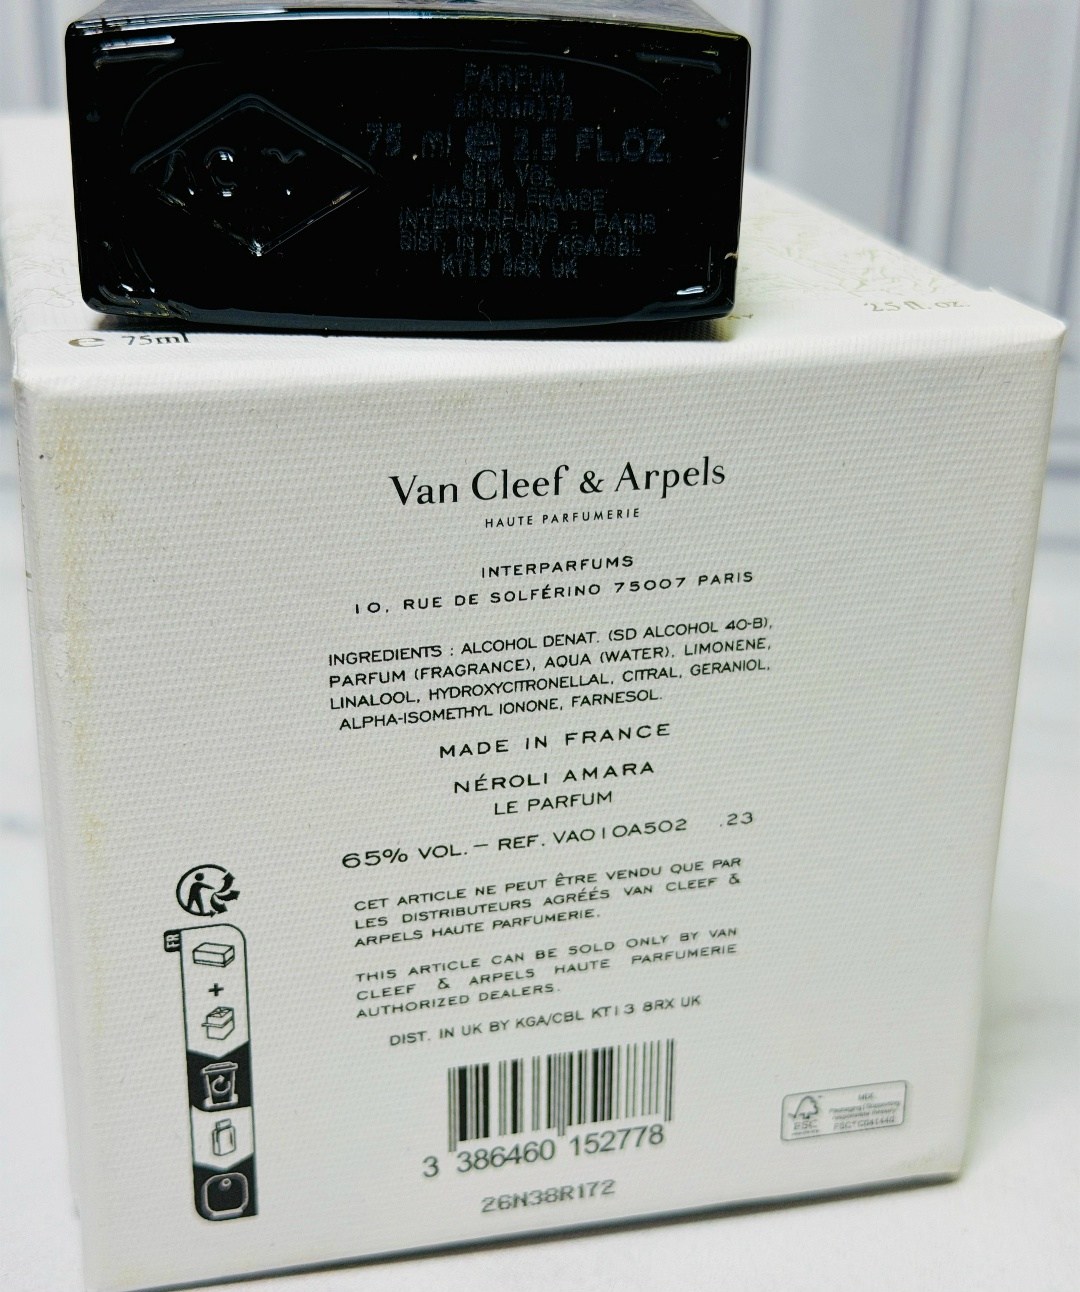 PARFUM
75 ml e 2.5 FL.OZ.
65% VOL
MADE IN FRANCE
INTERPARFUMS - PARIS
DIST. IN UK BY KGA/CBL
KT13 8RX UK
e 75ml
2.5 fl. oz.
Van Cleef & Arpels
HAUTE PARFUMERIE
INTERPARFUMS
10, RUE DE SOLFÉRINO 75007 PARIS
INGREDIENTS : ALCOHOL DENAT. (SD ALCOHOL 40-B),
PARFUM (FRAGRANCE), AQUA (WATER), LIMONENE,
LINALOOL, HYDROXYCITRONELLAL, CITRAL, GERANIOL,
ALPHA-ISOMETHYL IONONE, FARNESOL.
MADE IN FRANCE
NÉROLI AMARA
LE PARFUM
65% VOL. – REF. VA010A502 .23
CET ARTICLE NE PEUT ÊTRE VENDU QUE PAR
LES DISTRIBUTEURS AGRÉÉS VAN CLEEF &
ARPELS HAUTE PARFUMERIE.
THIS ARTICLE CAN BE SOLD ONLY BY VAN
CLEEF & ARPELS HAUTE PARFUMERIE
AUTHORIZED DEALERS.
DIST. IN UK BY KGA/CBL KT13 8RX UK
FR
3 386460 152778
26N38R172
FSC